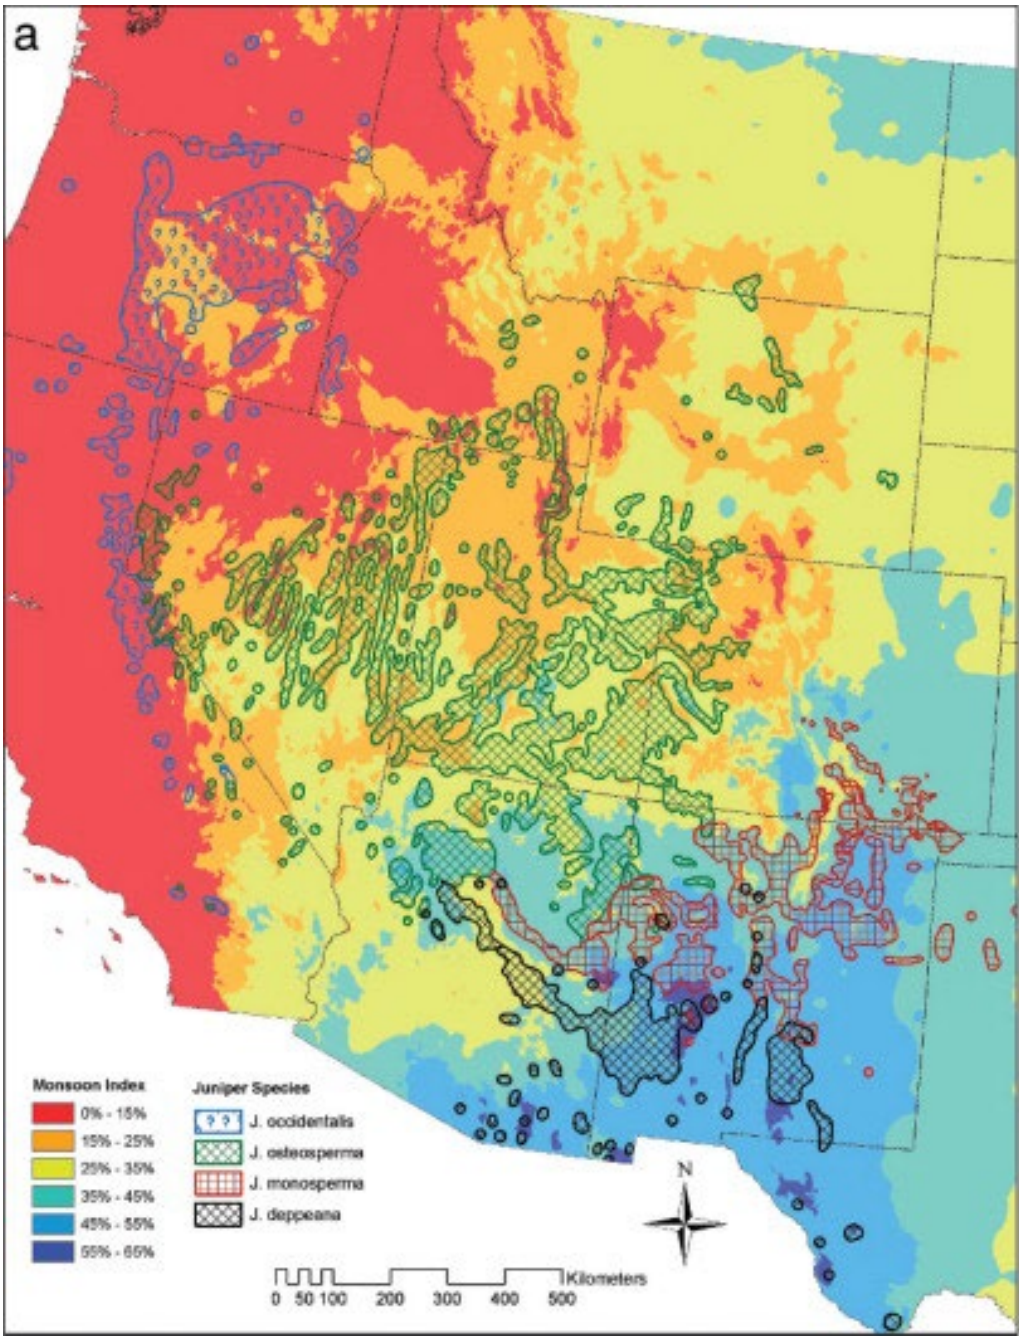 a
Monsoon Index
0% - 15%
15% - 25%
25% - 35%
35% - 45%
45% - 55%
55% - 65%
Juniper Species
? ?
J. occidentalis
J. osteosperma
J. monosperma
J. deppeana
N
Kilometers
0 50 100 200 300 400 500